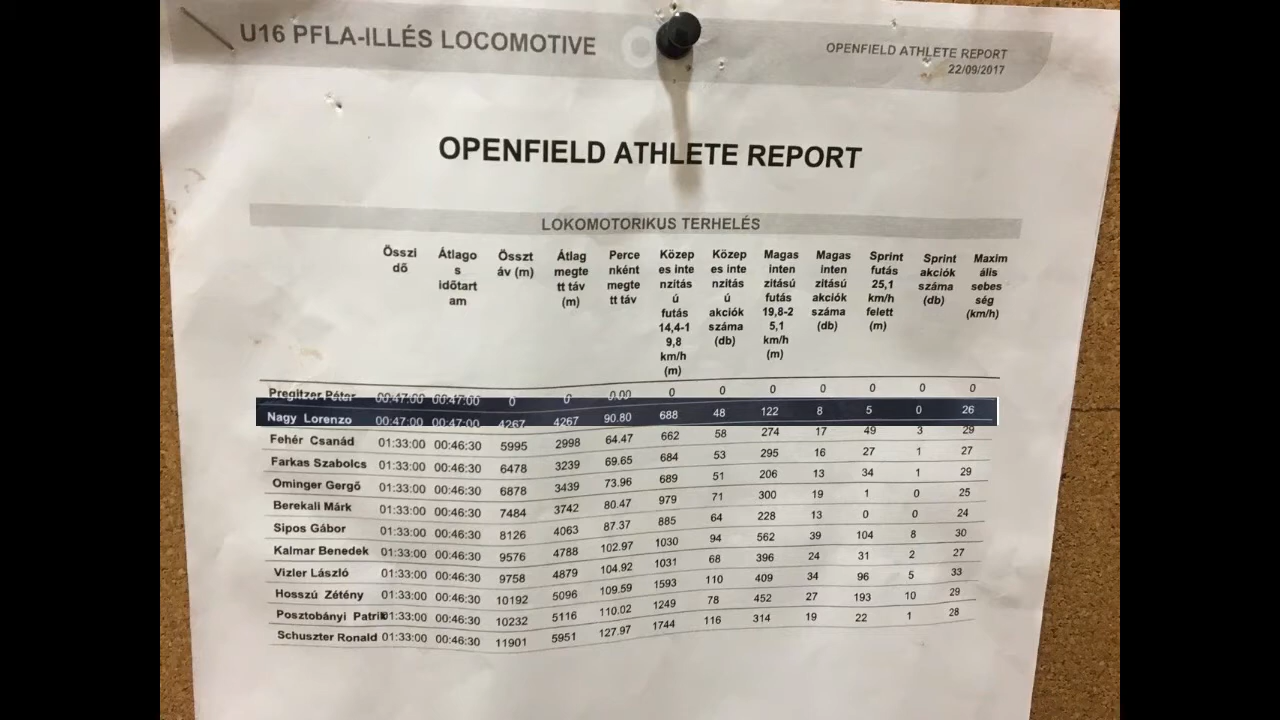 U16 PFLA-ILLÉS LOCOMOTIVE
OPENFIELD ATHLETE REPORT
22/09/2017
OPENFIELD ATHLETE REPORT
LOKOMOTORIKUS TERHELÉS
Összi
dő
Átlago
s
időtart
am
Összt
áv (m)
Átlag
megte
tt táv
(m)
Perce
nként
megte
tt táv
Közep
es inte
nzitás
ú
futás
14,4-1
9,8
km/h
(m)
Közep
es inte
nzitás
ú
akciók
száma
(db)
Magas
inten
zitású
futás
19,8-2
5,1
km/h
(m)
Magas
inten
zitású
akciók
száma
(db)
Sprint
futás
25,1
km/h
felett
(m)
Sprint
akciók
száma
(db)
Maxim
ális
sebes
ség
(km/h)
Pregitzer Péter 00:47:00 00:47:00 0 0 0.00 0 0 0 0 0 0 0
Nagy Lorenzo 00:47:00 00:47:00 4267 4267 90.80 688 48 122 8 5 0 26
Fehér Csanád 01:33:00 00:46:30 5995 2998 64.47 662 58 274 17 49 3 29
Farkas Szabolcs 01:33:00 00:46:30 6478 3239 69.65 684 53 295 16 27 1 27
Ominger Gergő 01:33:00 00:46:30 6878 3439 73.96 689 51 206 13 34 1 29
Berekali Márk 01:33:00 00:46:30 7484 3742 80.47 979 71 300 19 1 0 25
Sipos Gábor 01:33:00 00:46:30 8126 4063 87.37 885 64 228 13 0 0 24
Kalmar Benedek 01:33:00 00:46:30 9576 4788 102.97 1030 94 562 39 104 8 30
Vizler László 01:33:00 00:46:30 9758 4879 104.92 1031 68 396 24 31 2 27
Hosszú Zétény 01:33:00 00:46:30 10192 5096 109.59 1593 110 409 34 96 5 33
Posztobányi Patrik 01:33:00 00:46:30 10232 5116 110.02 1249 78 452 27 193 10 29
Schuszter Ronald 01:33:00 00:46:30 11901 5951 127.97 1744 116 314 19 22 1 28